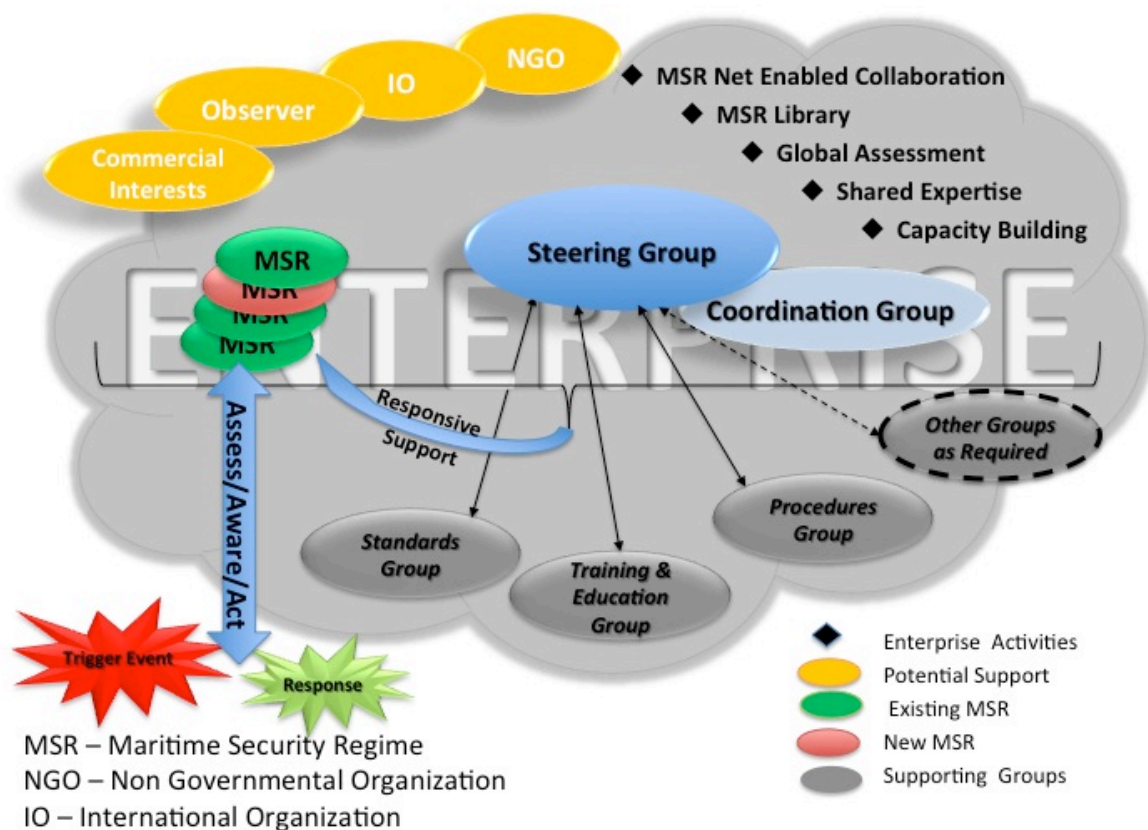 NGO
IO
Observer
Commercial
Interests
MSR Net Enabled Collaboration
MSR Library
Global Assessment
Shared Expertise
Capacity Building
MSR
MSR
MSR
MSR
Steering Group
Coordination Group
ENTERPRISE
Responsive
Support
Assess/Aware/Act
Other Groups
as Required
Procedures
Group
Standards
Group
Training &
Education
Group
Trigger Event
Response
Enterprise Activities
Potential Support
Existing MSR
New MSR
Supporting Groups
MSR – Maritime Security Regime
NGO – Non Governmental Organization
IO – International Organization